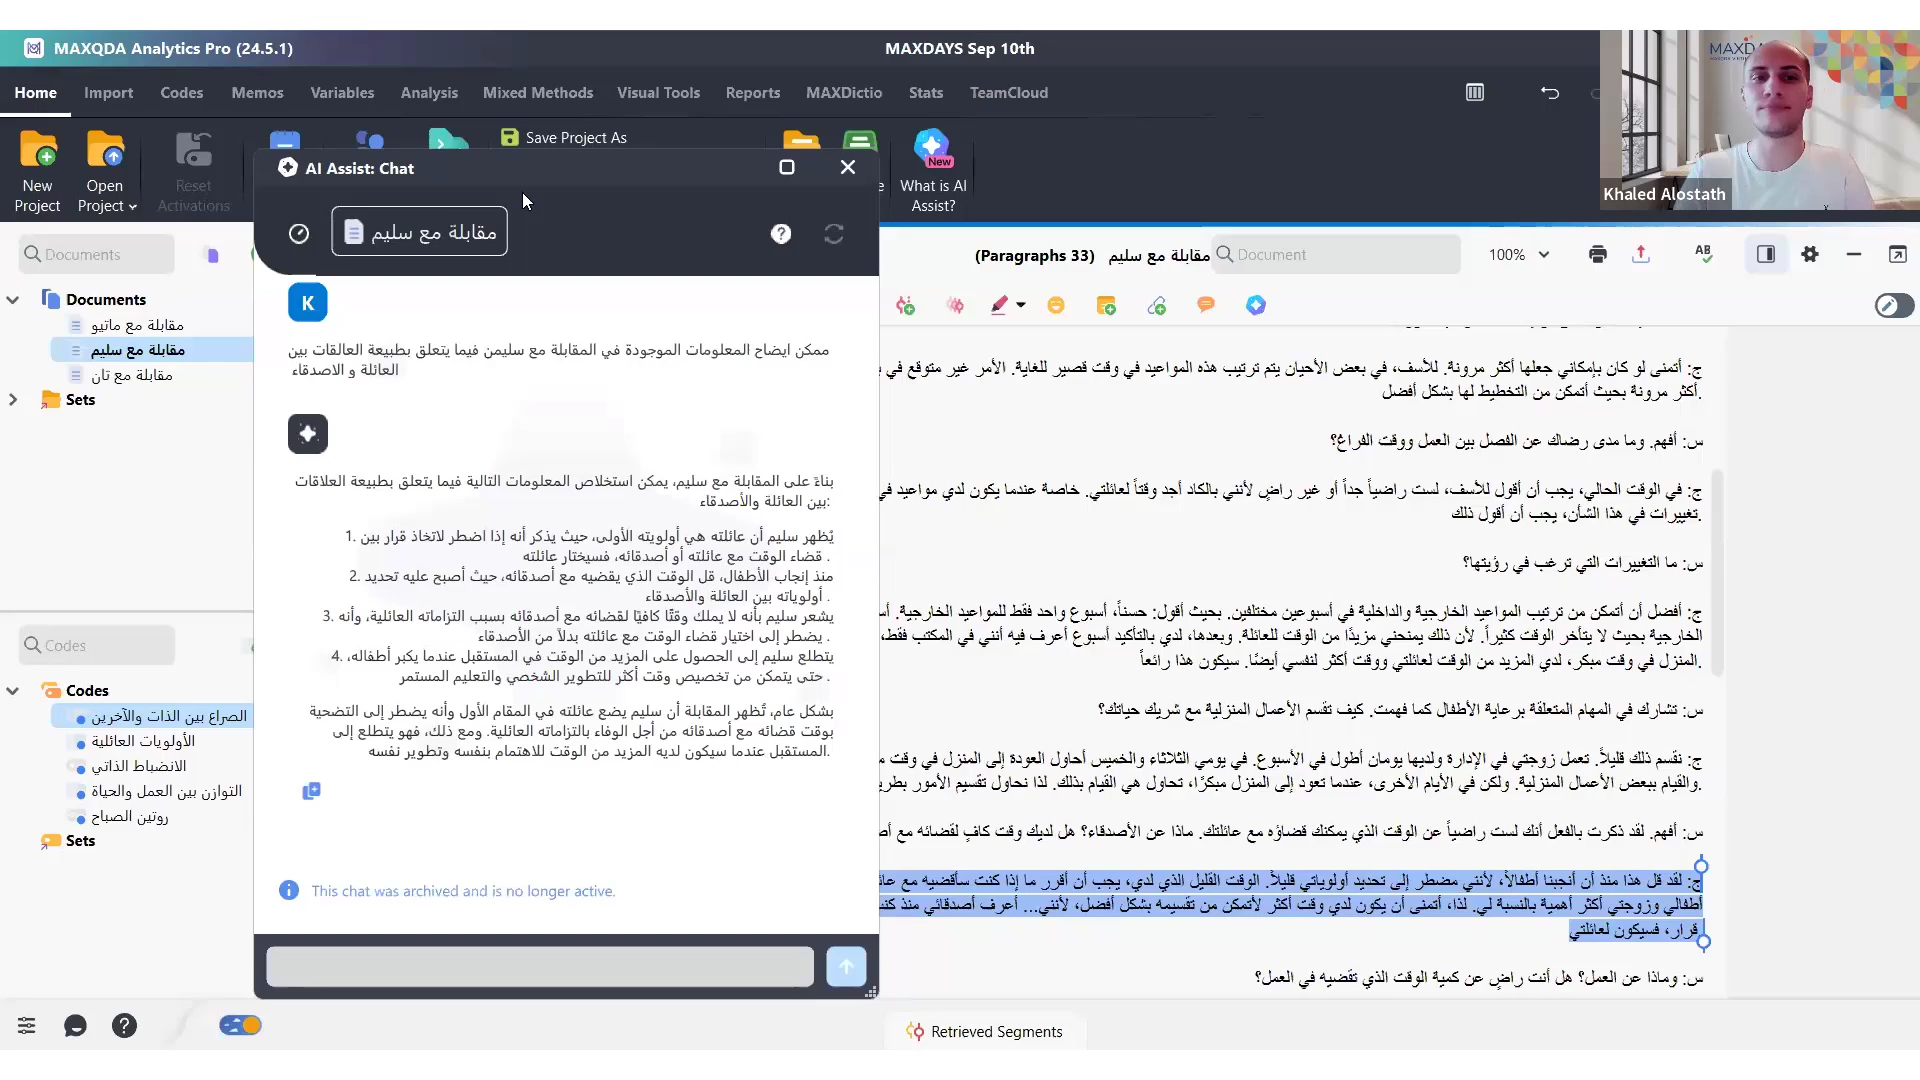 MAXQDA Analytics Pro (24.5.1)
MAXDAYS Sep 10th
Home
Import
Codes
Memos
Variables
Analysis
Mixed Methods
Visual Tools
Reports
MAXDictio
Stats
TeamCloud
New Project
Open Project
Reset Activations
Save Project As
New
What is AI Assist?
Khaled Alostath
AI Assist: Chat
مقابلة مع سليم
K
ممكن ايضاح المعلومات الموجودة في المقابلة مع سليمن فيما يتعلق بطبيعة العالقات بين
العائلة و الاصدقاء
بناءً على المقابلة مع سليم، يمكن استخلاص المعلومات التالية فيما يتعلق بطبيعة العلاقات
بين العائلة والأصدقاء:
1. يُظهر سليم أن عائلته هي أولويته الأولى، حيث يذكر أنه إذا اضطر لاتخاذ قرار بين
قضاء الوقت مع عائلته أو أصدقائه، فسيختار عائلته .
2. منذ إنجاب الأطفال، قل الوقت الذي يقضيه مع أصدقائه، حيث أصبح عليه تحديد
أولوياته بين العائلة والأصدقاء .
3. يشعر سليم بأنه لا يملك وقتًا كافيًا لقضائه مع أصدقائه بسبب التزاماته العائلية، وأنه
يضطر إلى اختيار قضاء الوقت مع عائلته بدلاً من الأصدقاء .
4. يتطلع سليم إلى الحصول على المزيد من الوقت في المستقبل عندما يكبر أطفاله،
حتى يتمكن من تخصيص وقت أكثر للتطوير الشخصي والتعليم المستمر .
بشكل عام، تُظهر المقابلة أن سليم يضع عائلته في المقام الأول وأنه يضطر إلى التضحية
بوقت قضائه مع أصدقائه من أجل الوفاء بالتزاماته العائلية. ومع ذلك، فهو يتطلع إلى
المستقبل عندما سيكون لديه المزيد من الوقت للاهتمام بنفسه وتطوير نفسه.
This chat was archived and is no longer active.
Documents
Documents
مقابلة مع ماتيو
مقابلة مع سليم
مقابلة مع تان
Sets
Codes
Codes
الصراع بين الذات والآخرين
الأولويات العائلية
الانضباط الذاتي
التوازن بين العمل والحياة
روتين الصباح
Sets
مقابلة مع سليم (33 Paragraphs)
Document
100%
AB
ج: أتمنى لو كان بإمكاني جعلها أكثر مرونة. للأسف، في بعض الأحيان يتم ترتيب هذه المواعيد في وقت قصير للغاية. الأمر غير متوقع في
أكثر مرونة بحيث أتمكن من التخطيط لها بشكل أفضل.
س: أفهم. وما مدى رضاك عن الفصل بين العمل ووقت الفراغ؟
ج: في الوقت الحالي، يجب أن أقول للأسف، لست راضياً جداً أو غير راضٍ لأنني بالكاد أجد وقتاً لعائلتي. خاصة عندما يكون لدي مواعيد في
تغييرات في هذا الشأن، يجب أن أقول ذلك.
س: ما التغييرات التي ترغب في رؤيتها؟
ج: أفضل أن أتمكن من ترتيب المواعيد الخارجية والداخلية في أسبوعين مختلفين. بحيث أقول: حسناً، أسبوع واحد فقط للمواعيد الخارجية.
الخارجية بحيث لا يتأخر الوقت كثيراً. لأن ذلك يمنحني مزيدًا من الوقت للعائلة. وبعدها، لدي بالتأكيد أسبوع أعرف فيه أنني في المكتب فقط،
المنزل في وقت مبكر، لدي المزيد من الوقت لعائلتي ووقت أكثر لنفسي أيضًا. سيكون هذا رائعاً.
س: تشارك في المهام المتعلقة برعاية الأطفال كما فهمت. كيف تقسم الأعمال المنزلية مع شريك حياتك؟
ج: نقسم ذلك قليلاً. تعمل زوجتي في الإدارة ولديها يومان أطول في الأسبوع. في يومي الثلاثاء والخميس أحاول العودة إلى المنزل في وقت
والقيام ببعض الأعمال المنزلية. ولكن في الأيام الأخرى، عندما تعود إلى المنزل مبكرًا، تحاول هي القيام بذلك. لذا نحاول تقسيم الأمور
س: أفهم. لقد ذكرت بالفعل أنك لست راضياً عن الوقت الذي يمكنك قضاؤه مع عائلتك. ماذا عن الأصدقاء؟ هل لديك وقت كافٍ لقضائه مع
ج: لقد قل هذا منذ أن أنجبنا أطفالاً، لأنني مضطر إلى تحديد أولوياتي قليلاً. الوقت القليل الذي لدي، يجب أن أقرر ما إذا كنت سأقضيه مع
أطفالي وزوجتي أكثر أهمية بالنسبة لي. لذا، أتمنى أن يكون لدي وقت أكثر لأتمكن من تقسيمه بشكل أفضل، لأنني... أعرف أصدقائي منذ
قرار، فسيكون لعائلتي.
س: وماذا عن العمل؟ هل أنت راضٍ عن كمية الوقت الذي تقضيه في العمل؟
Retrieved Segments